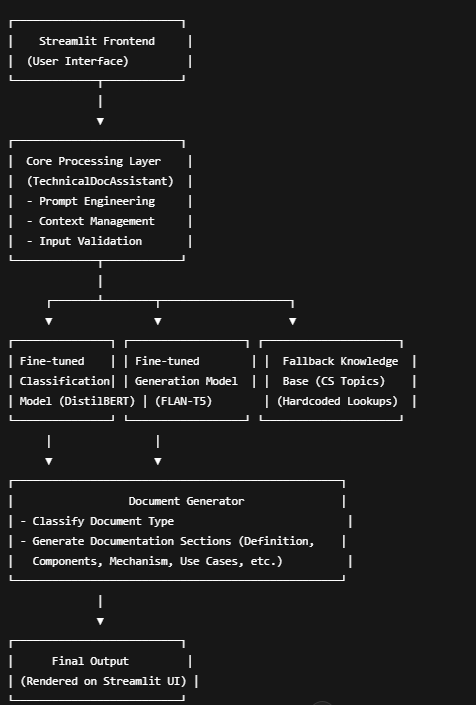 Streamlit Frontend
(User Interface)
Core Processing Layer
(TechnicalDocAssistant)
- Prompt Engineering
- Context Management
- Input Validation
Fine-tuned Fine-tuned Fallback Knowledge
Classification Generation Model Base (CS Topics)
Model (DistilBERT) (FLAN-T5) (Hardcoded Lookups)
Document Generator
- Classify Document Type
- Generate Documentation Sections (Definition,
Components, Mechanism, Use Cases, etc.)
Final Output
(Rendered on Streamlit UI)